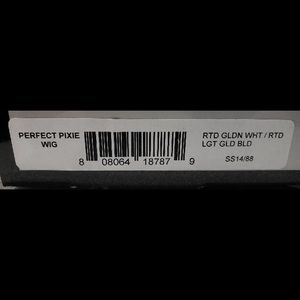 PERFECT PIXIE
WIG
8 08064 18787 9
RTD GLDN WHT / RTD
LGT GLD BLD
SS14/88